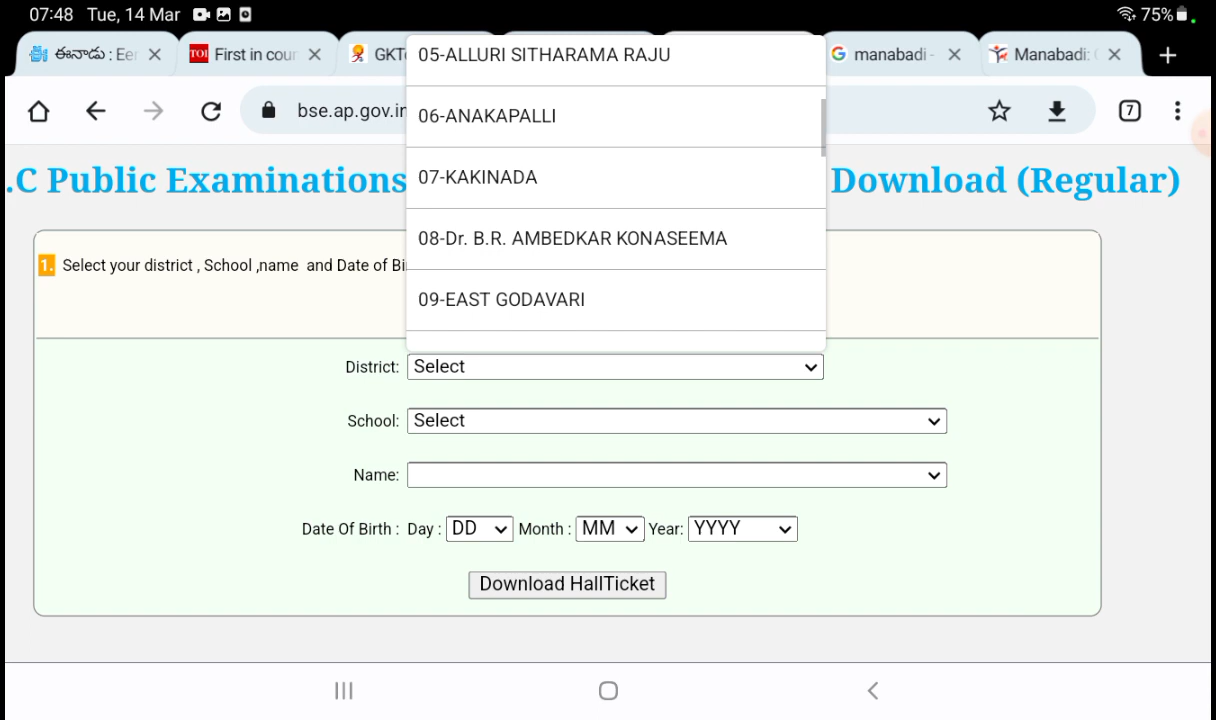 07:48 Tue, 14 Mar
75%
ఈనాడు : Eer
TOI First in coun
GKTo
manabadi -
Manabadi:
bse.ap.gov.in
7
.C Public Examinations
Download (Regular)
05-ALLURI SITHARAMA RAJU
06-ANAKAPALLI
07-KAKINADA
08-Dr. B.R. AMBEDKAR KONASEEMA
09-EAST GODAVARI
1. Select your district , School ,name and Date of Bi
District: Select
School: Select
Name:
Date Of Birth : Day : DD Month : MM Year: YYYY
Download HallTicket